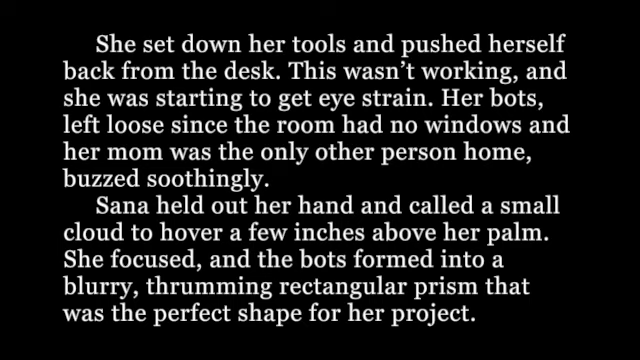 She set down her tools and pushed herself
back from the desk. This wasn’t working, and
she was starting to get eye strain. Her bots,
left loose since the room had no windows and
her mom was the only other person home,
buzzed soothingly.
Sana held out her hand and called a small
cloud to hover a few inches above her palm.
She focused, and the bots formed into a
blurry, thrumming rectangular prism that
was the perfect shape for her project.